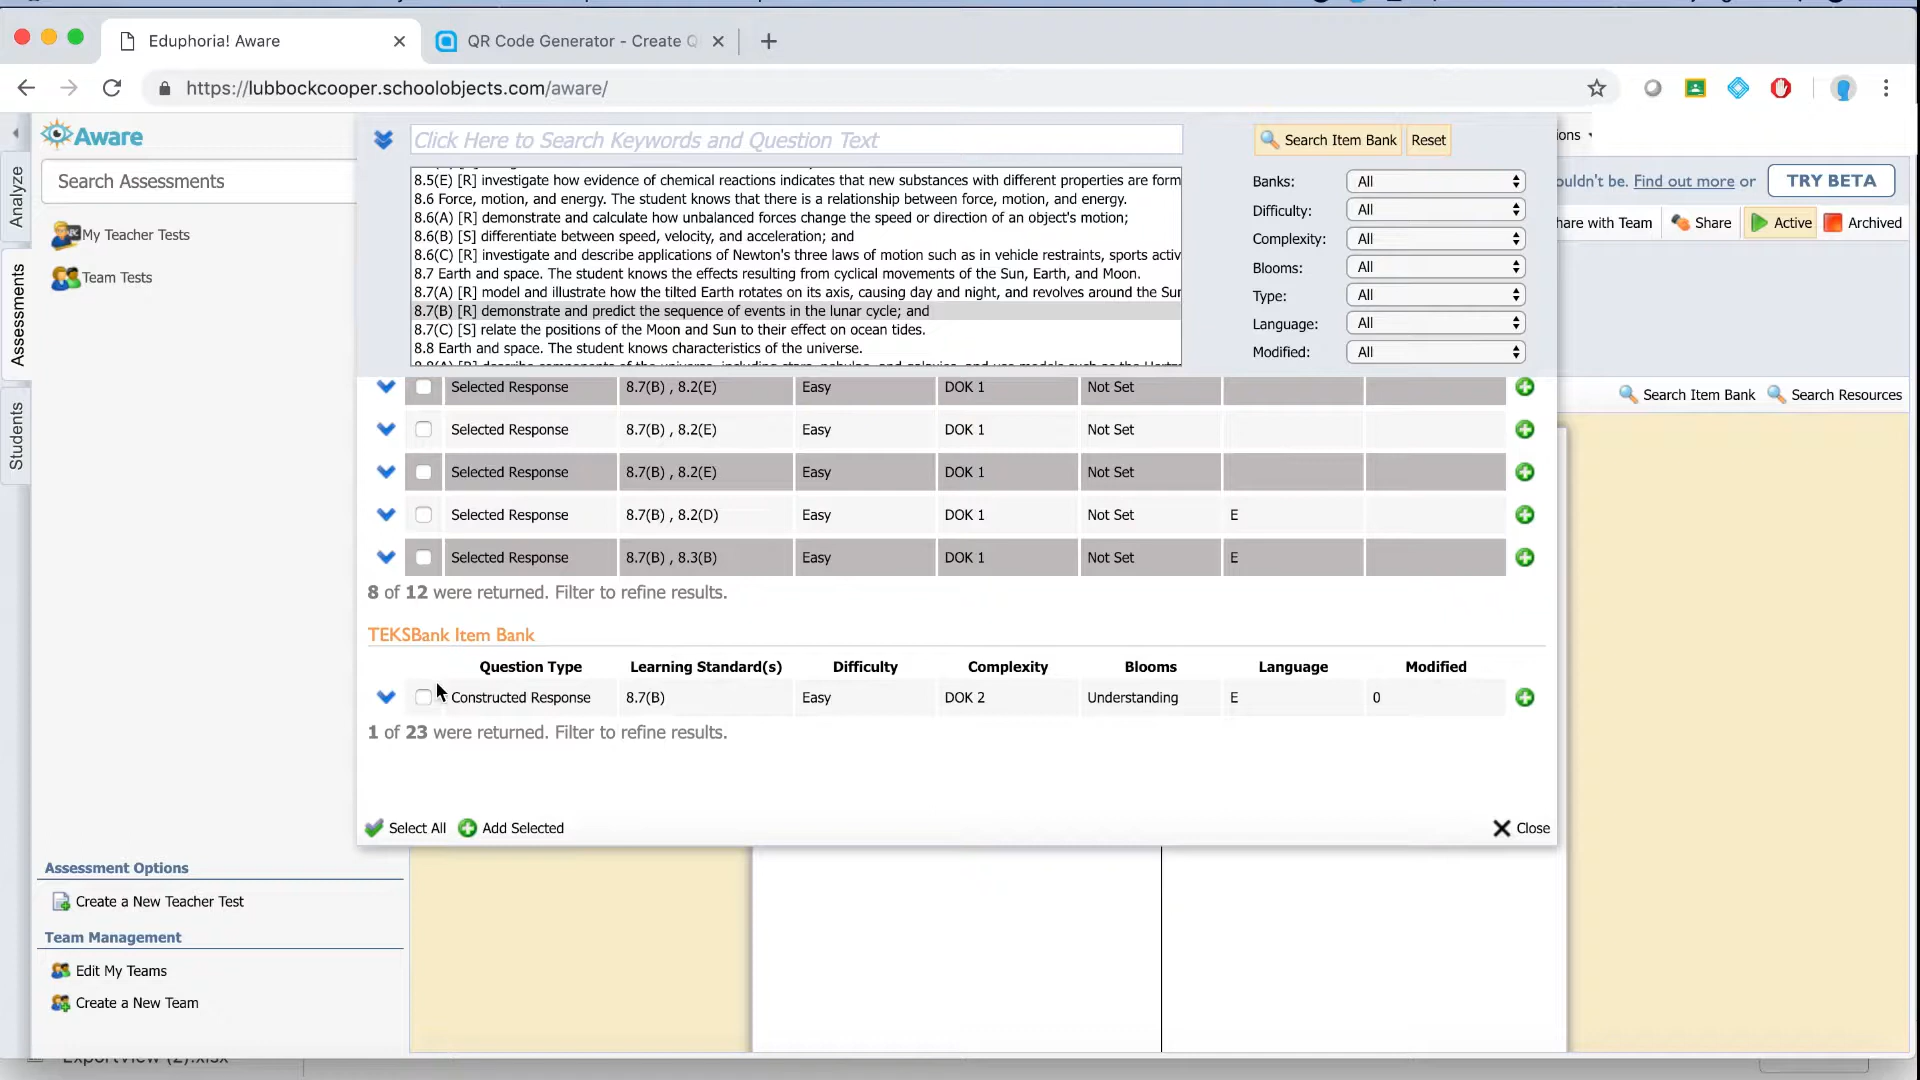 Eduphoria! Aware
QR Code Generator - Create Q
https://lubbockcooper.schoolobjects.com/aware/
Aware
Search Assessments
My Teacher Tests
Team Tests
Analyze
Assessments
Students
Click Here to Search Keywords and Question Text
Search Item Bank
Reset
8.5(E) [R] investigate how evidence of chemical reactions indicates that new substances with different properties are form
8.6 Force, motion, and energy. The student knows that there is a relationship between force, motion, and energy.
8.6(A) [R] demonstrate and calculate how unbalanced forces change the speed or direction of an object's motion;
8.6(B) [S] differentiate between speed, velocity, and acceleration; and
8.6(C) [R] investigate and describe applications of Newton's three laws of motion such as in vehicle restraints, sports activ
8.7 Earth and space. The student knows the effects resulting from cyclical movements of the Sun, Earth, and Moon.
8.7(A) [R] model and illustrate how the tilted Earth rotates on its axis, causing day and night, and revolves around the Sun
8.7(B) [R] demonstrate and predict the sequence of events in the lunar cycle; and
8.7(C) [S] relate the positions of the Moon and Sun to their effect on ocean tides.
8.8 Earth and space. The student knows characteristics of the universe.
Banks: All
Difficulty: All
Complexity: All
Blooms: All
Type: All
Language: All
Modified: All
ions
ouldn't be. Find out more or
TRY BETA
hare with Team
Share
Active
Archived
Search Item Bank
Search Resources
Selected Response 8.7(B) , 8.2(E) Easy DOK 1 Not Set
Selected Response 8.7(B) , 8.2(E) Easy DOK 1 Not Set
Selected Response 8.7(B) , 8.2(E) Easy DOK 1 Not Set
Selected Response 8.7(B) , 8.2(D) Easy DOK 1 Not Set E
Selected Response 8.7(B) , 8.3(B) Easy DOK 1 Not Set E
8 of 12 were returned. Filter to refine results.
TEKSBank Item Bank
Question Type Learning Standard(s) Difficulty Complexity Blooms Language Modified
Constructed Response 8.7(B) Easy DOK 2 Understanding E 0
1 of 23 were returned. Filter to refine results.
Select All
Add Selected
Close
Assessment Options
Create a New Teacher Test
Team Management
Edit My Teams
Create a New Team